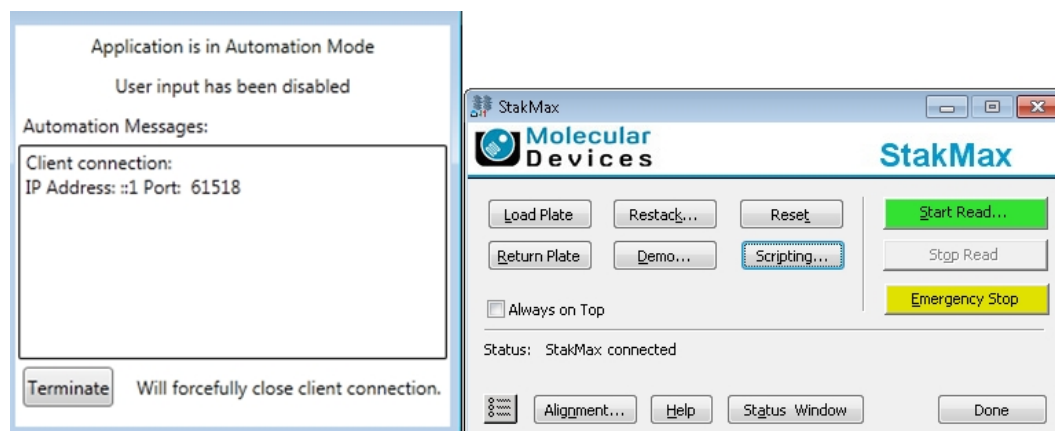 Application is in Automation Mode
User input has been disabled
Automation Messages:
Client connection:
IP Address: ::1 Port: 61518
Terminate Will forcefully close client connection.
StakMax
Molecular
Devices
StakMax
Load Plate Restack... Reset Start Read...
Return Plate Demo... Scripting... Stop Read
Emergency Stop
Always on Top
Status: StakMax connected
Alignment... Help Status Window Done